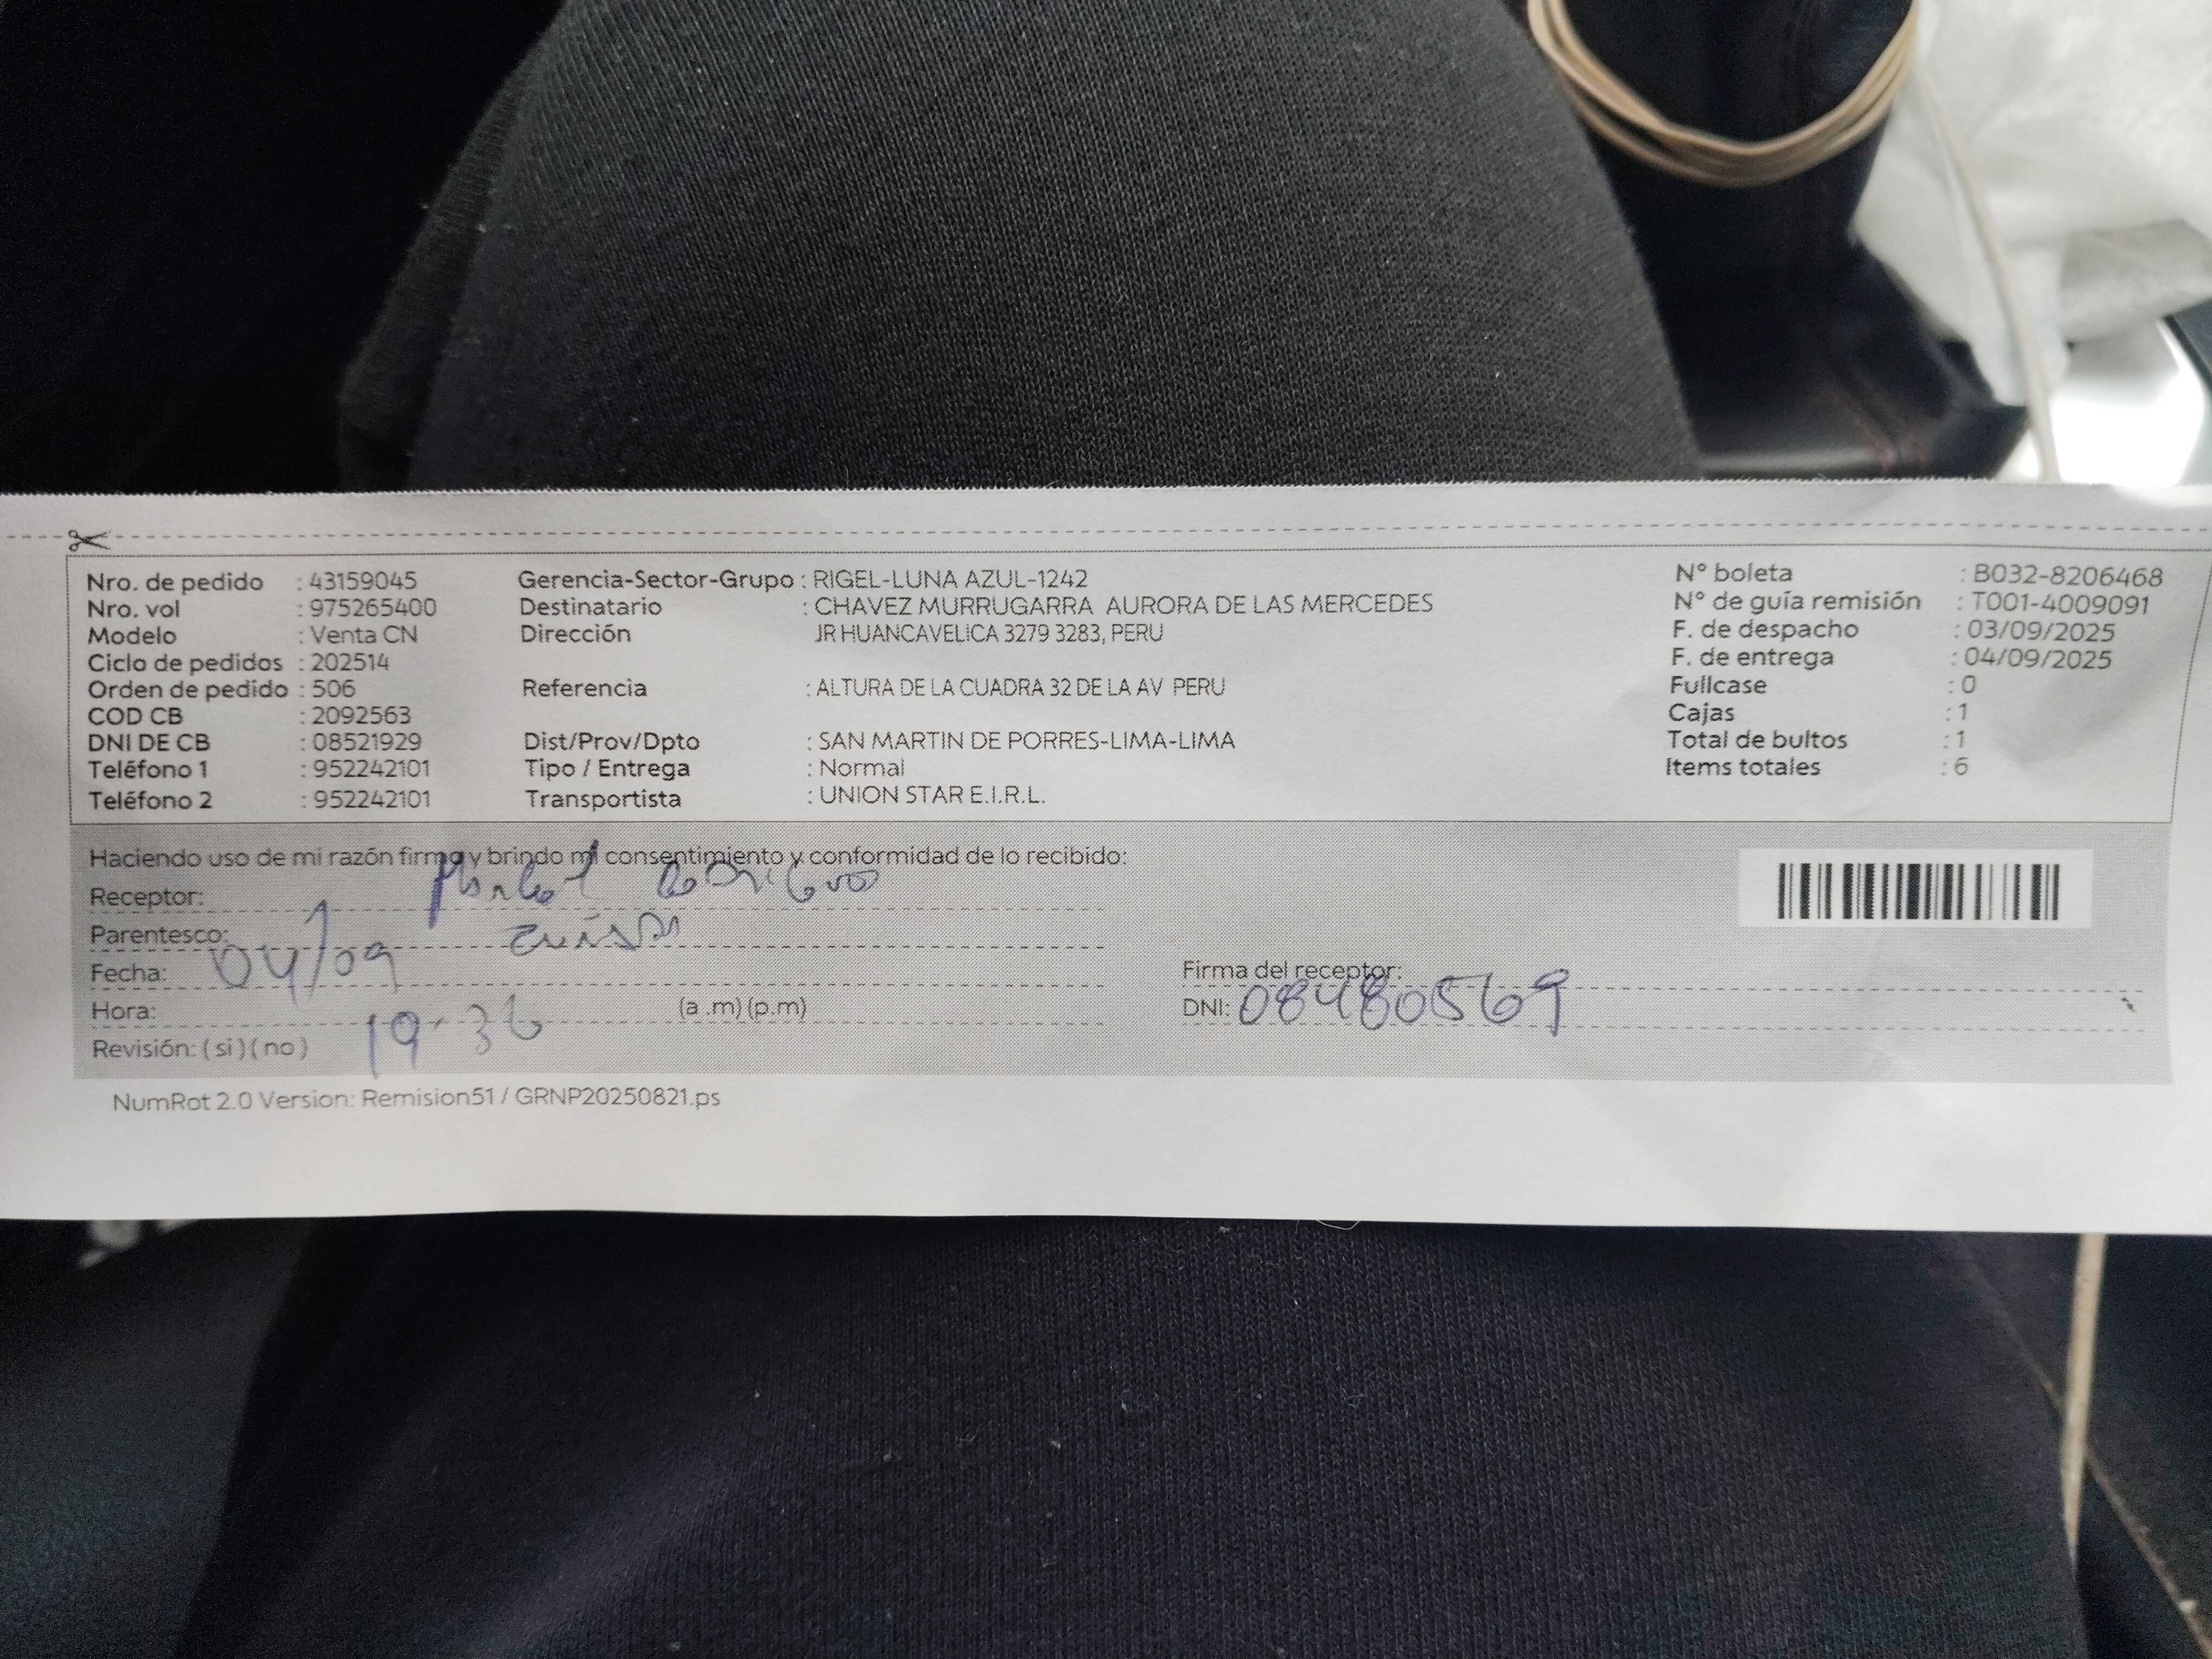 Nro. de pedido : 43159045
Nro. vol : 975265400
Modelo : Venta CN
Ciclo de pedidos : 202514
Orden de pedido : 506
COD CB : 2092563
DNI DE CB : 08521929
Teléfono 1 : 952242101
Teléfono 2 : 952242101
Gerencia-Sector-Grupo : RIGEL-LUNA AZUL-1242
Destinatario : CHAVEZ MURRUGARRA AURORA DE LAS MERCEDES
Dirección JR HUANCAVELICA 3279 3283, PERU
Referencia : ALTURA DE LA CUADRA 32 DE LA AV PERU
Dist/Prov/Dpto : SAN MARTIN DE PORRES-LIMA-LIMA
Tipo / Entrega : Normal
Transportista : UNION STAR E.I.R.L.
N° boleta : B032-8206468
N° de guía remisión : T001-4009091
F. de despacho : 03/09/2025
F. de entrega : 04/09/2025
Fullcase : 0
Cajas : 1
Total de bultos : 1
Items totales : 6
Haciendo uso de mi razón firmo y brindo mi consentimiento y conformidad de lo recibido:
Receptor:
Parentesco:
Fecha: 04/09
Hora: 19:36 (a .m) (p.m)
Revisión: ( si ) ( no )
Firma del receptor:
DNI: 08480569
NumRot 2.0 Version: Remision51 / GRNP20250821.ps